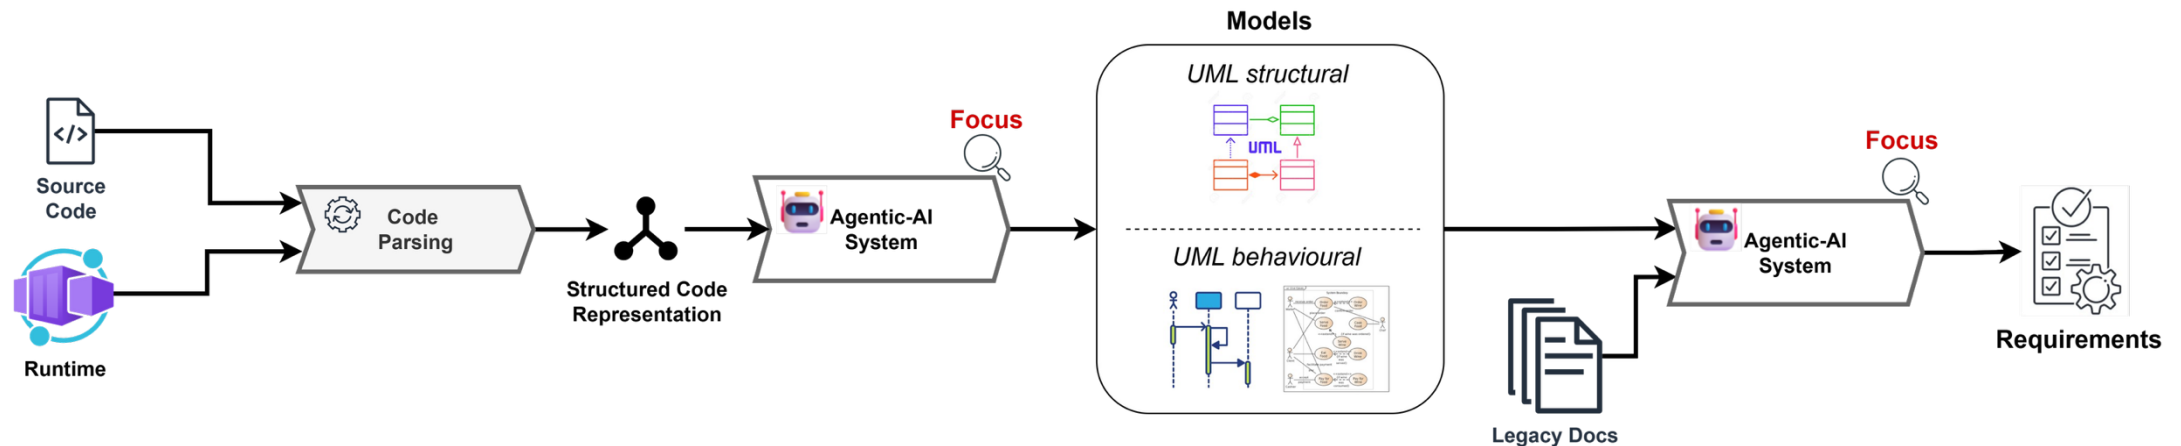 Models
UML structural
UML
Focus
Focus
Source
Code
Code
Parsing
Agentic-AI
System
Structured Code
Representation
UML behavioural
Agentic-AI
System
Runtime
Requirements
Legacy Docs